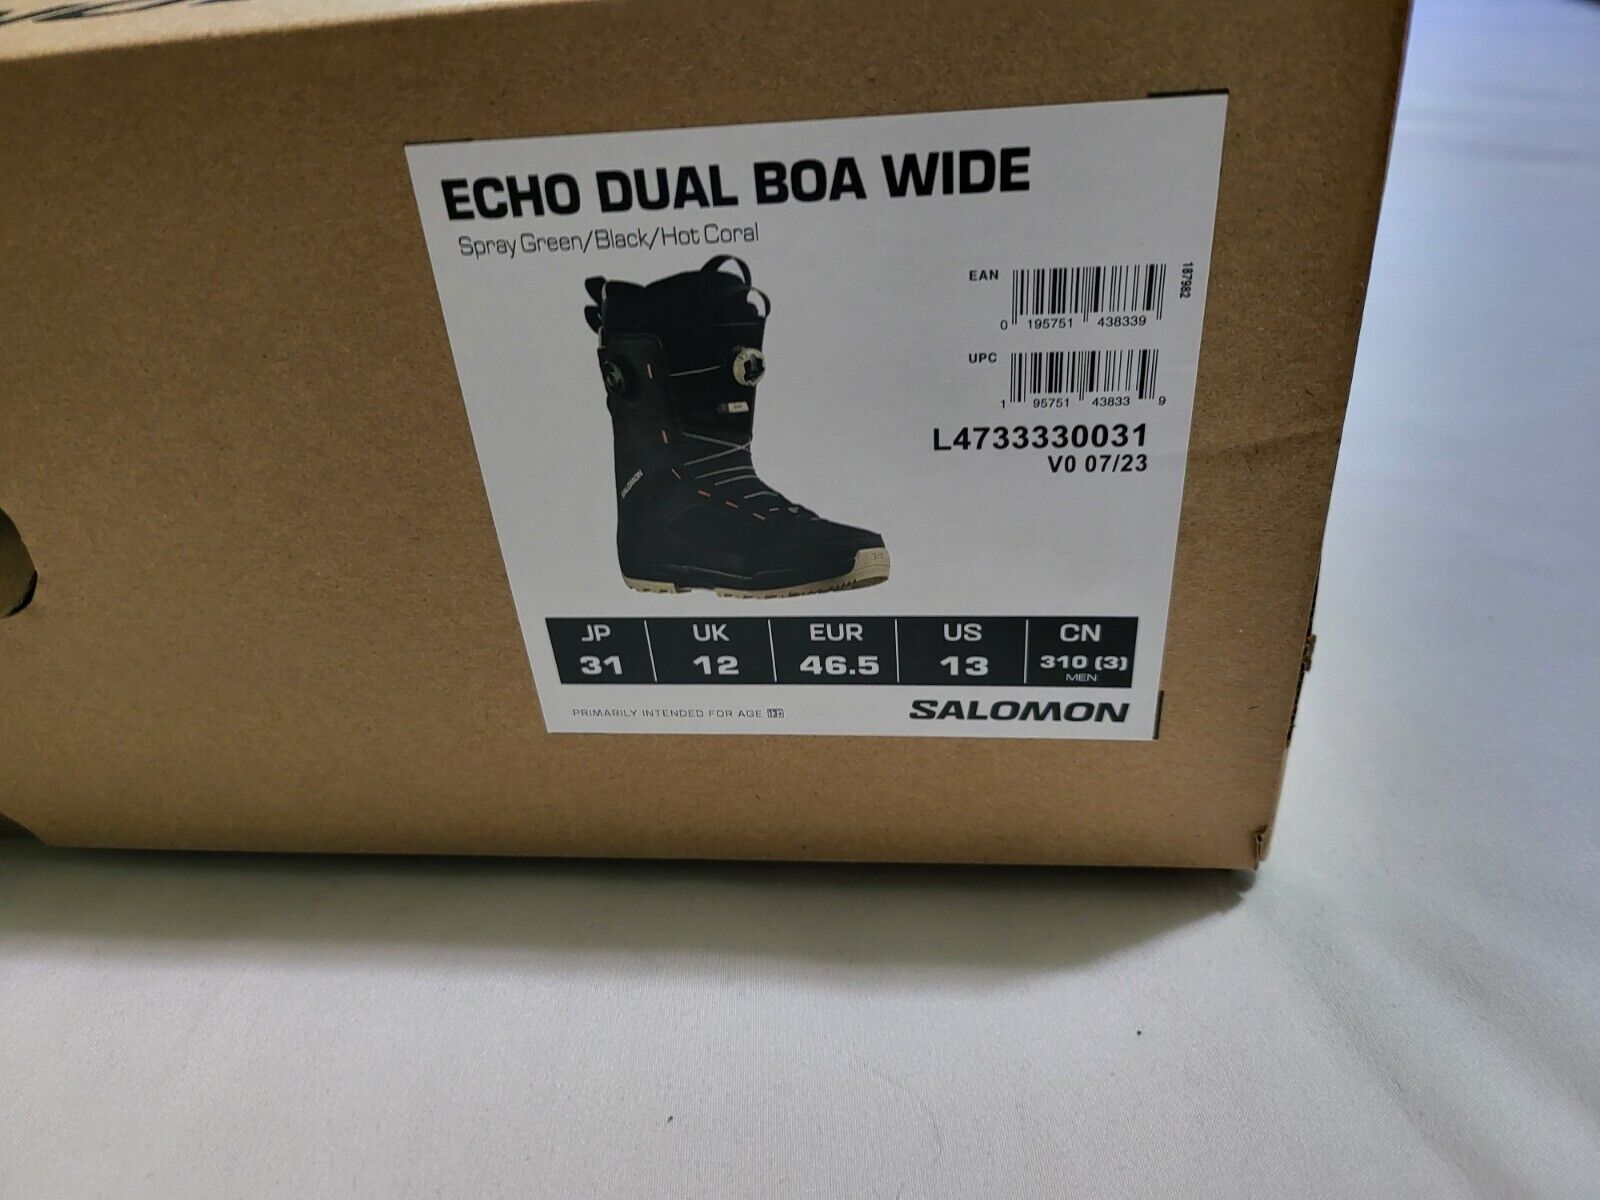 ECHO DUAL BOA WIDE
Spray Green/Black/Hot Coral
EAN
187982
0 195751 438339
UPC
1 95751 43833 9
L4733330031
V0 07/23
SALOMON
JP UK EUR US CN
31 12 46.5 13 310 (3)
MEN
PRIMARILY INTENDED FOR AGE 13+
SALOMON